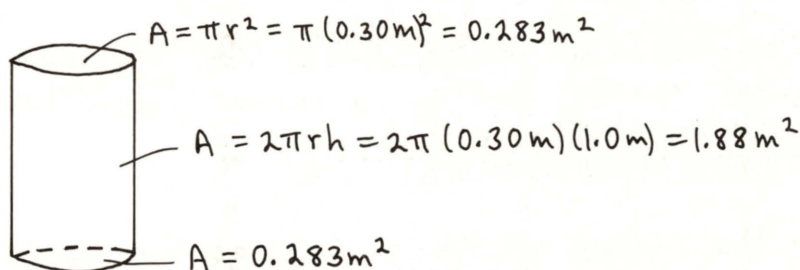 A = πr² = π(0.30m)² = 0.283m²
A = 2πrh = 2π (0.30m)(1.0m) = 1.88m²
A = 0.283m²